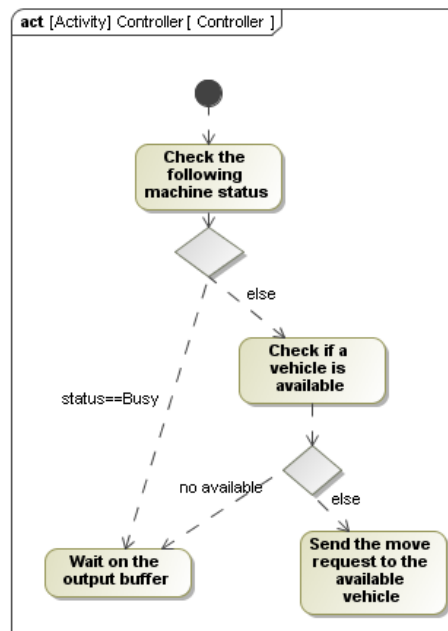 act [Activity] Controller [ Controller ]
Check the
following
machine status
else
Check if a
vehicle is
available
status==Busy
no available
else
Wait on the
output buffer
Send the move
request to the
available
vehicle